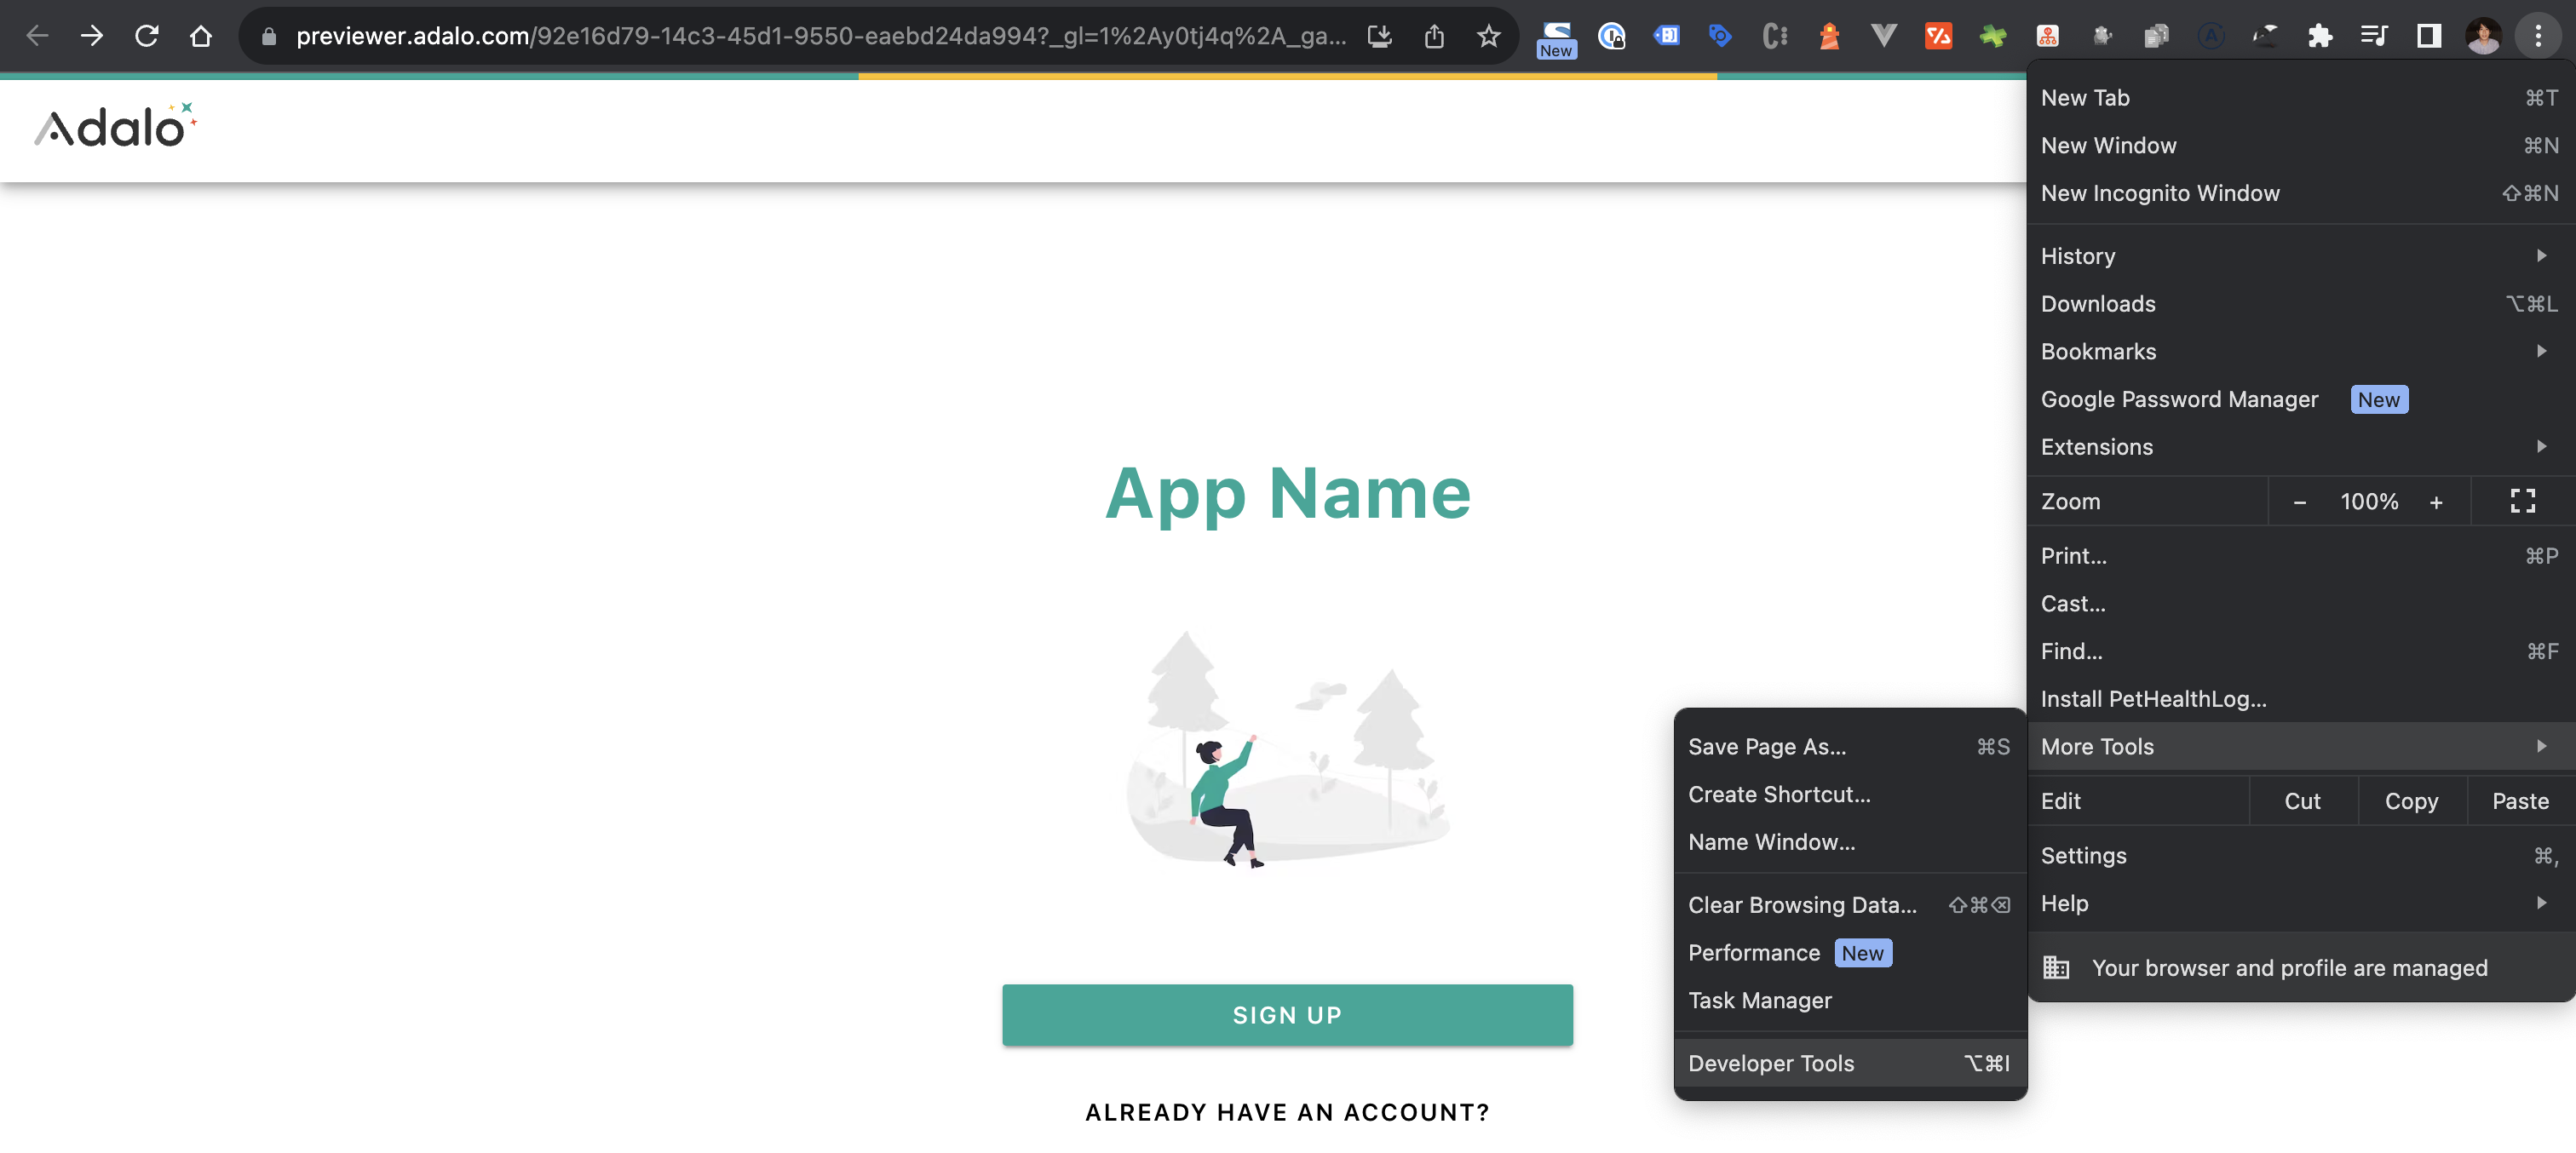 previewer.adalo.com/92e16d79-14c3-45d1-9550-eaebd24da994?_gl=1%2Ay0tj4q%2A_ga...
New
Adalo
App Name
SIGN UP
ALREADY HAVE AN ACCOUNT?
New Tab ⌘T
New Window ⌘N
New Incognito Window ⇧⌘N
History
Downloads ⌥⌘L
Bookmarks
Google Password Manager New
Extensions
Zoom − 100% +
Print... ⌘P
Cast...
Find... ⌘F
Install PetHealthLog...
More Tools
Edit Cut Copy Paste
Settings ⌘,
Help
Your browser and profile are managed
Save Page As... ⌘S
Create Shortcut...
Name Window...
Clear Browsing Data... ⇧⌘⌫
Performance New
Task Manager
Developer Tools ⌥⌘I